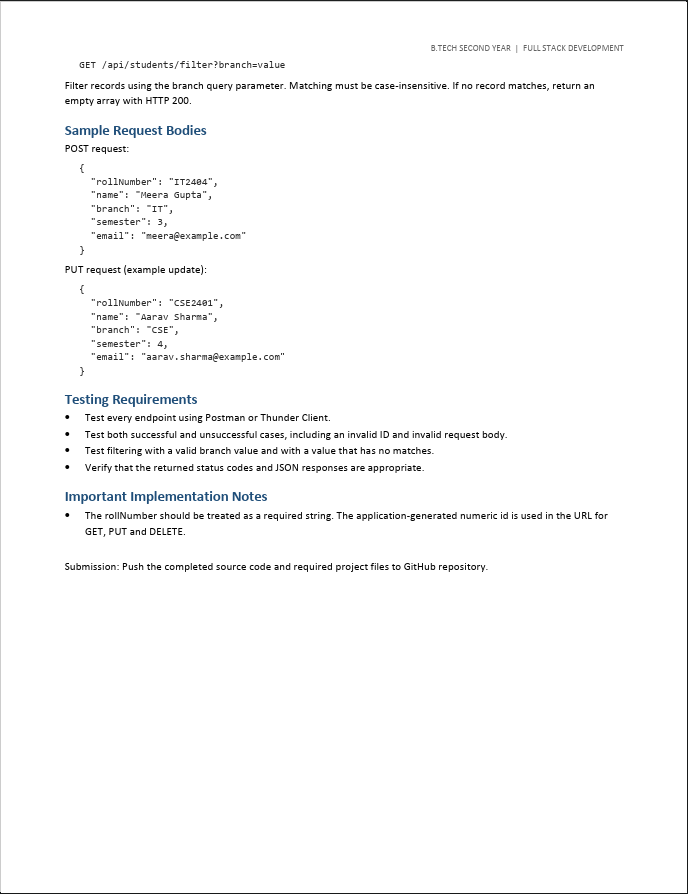 B.TECH SECOND YEAR | FULL STACK DEVELOPMENT
GET /api/students/filter?branch=value
Filter records using the branch query parameter. Matching must be case-insensitive. If no record matches, return an
empty array with HTTP 200.
Sample Request Bodies
POST request:
{
"rollNumber": "IT2404",
"name": "Meera Gupta",
"branch": "IT",
"semester": 3,
"email": "meera@example.com"
}
PUT request (example update):
{
"rollNumber": "CSE2401",
"name": "Aarav Sharma",
"branch": "CSE",
"semester": 4,
"email": "aarav.sharma@example.com"
}
Testing Requirements
• Test every endpoint using Postman or Thunder Client.
• Test both successful and unsuccessful cases, including an invalid ID and invalid request body.
• Test filtering with a valid branch value and with a value that has no matches.
• Verify that the returned status codes and JSON responses are appropriate.
Important Implementation Notes
• The rollNumber should be treated as a required string. The application-generated numeric id is used in the URL for
GET, PUT and DELETE.
Submission: Push the completed source code and required project files to GitHub repository.